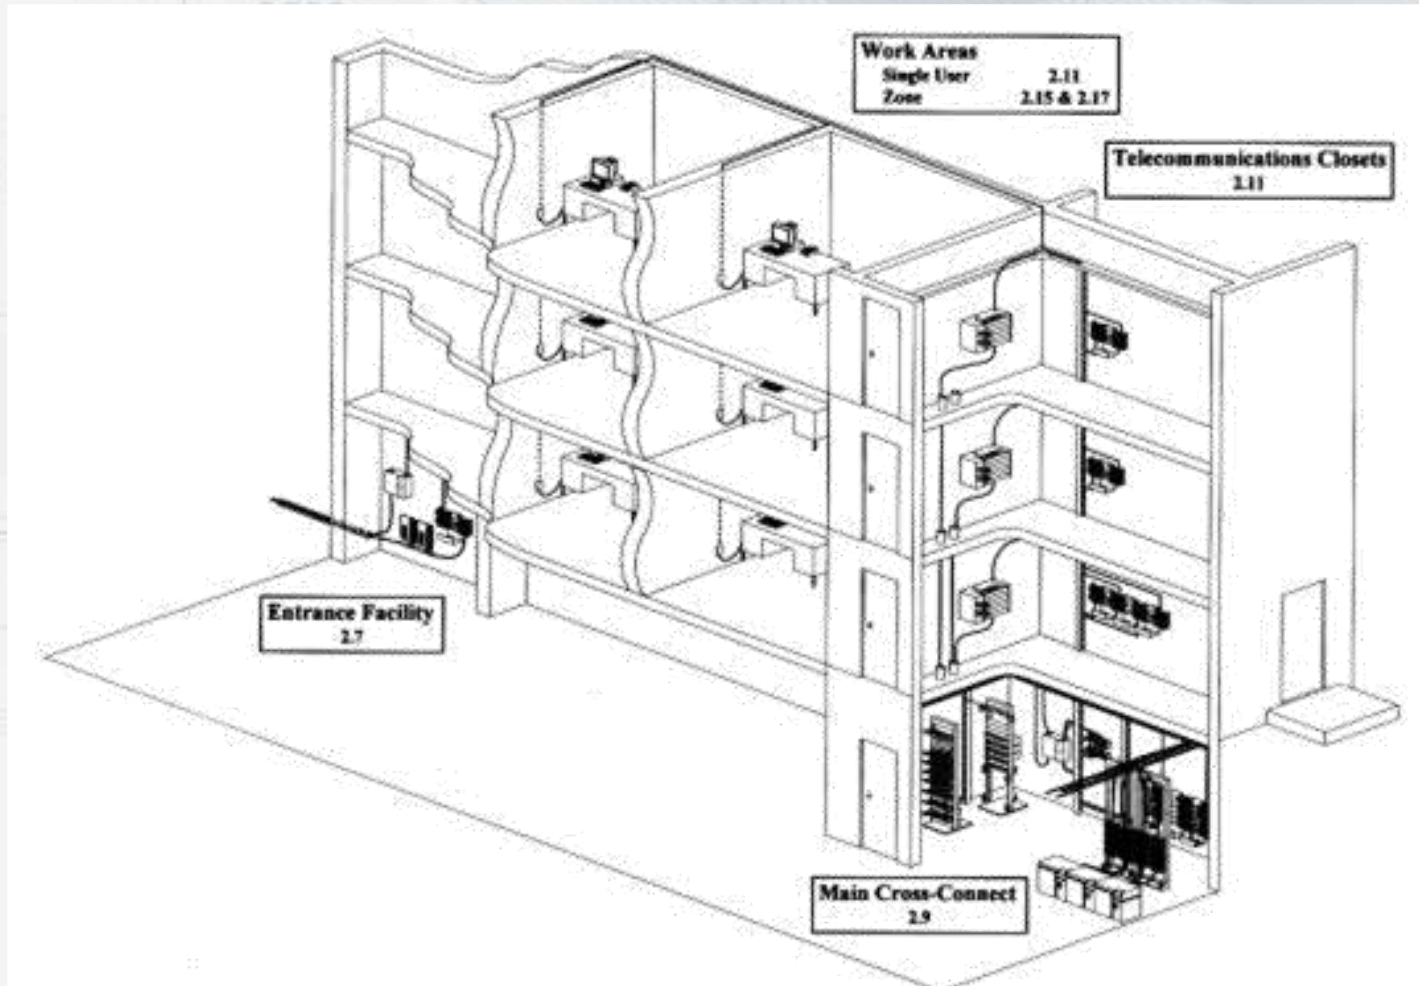 Work Areas
Single User 2.11
Zone 2.15 & 2.17
Telecommunications Closets
2.11
Entrance Facility
2.7
Main Cross-Connect
2.9